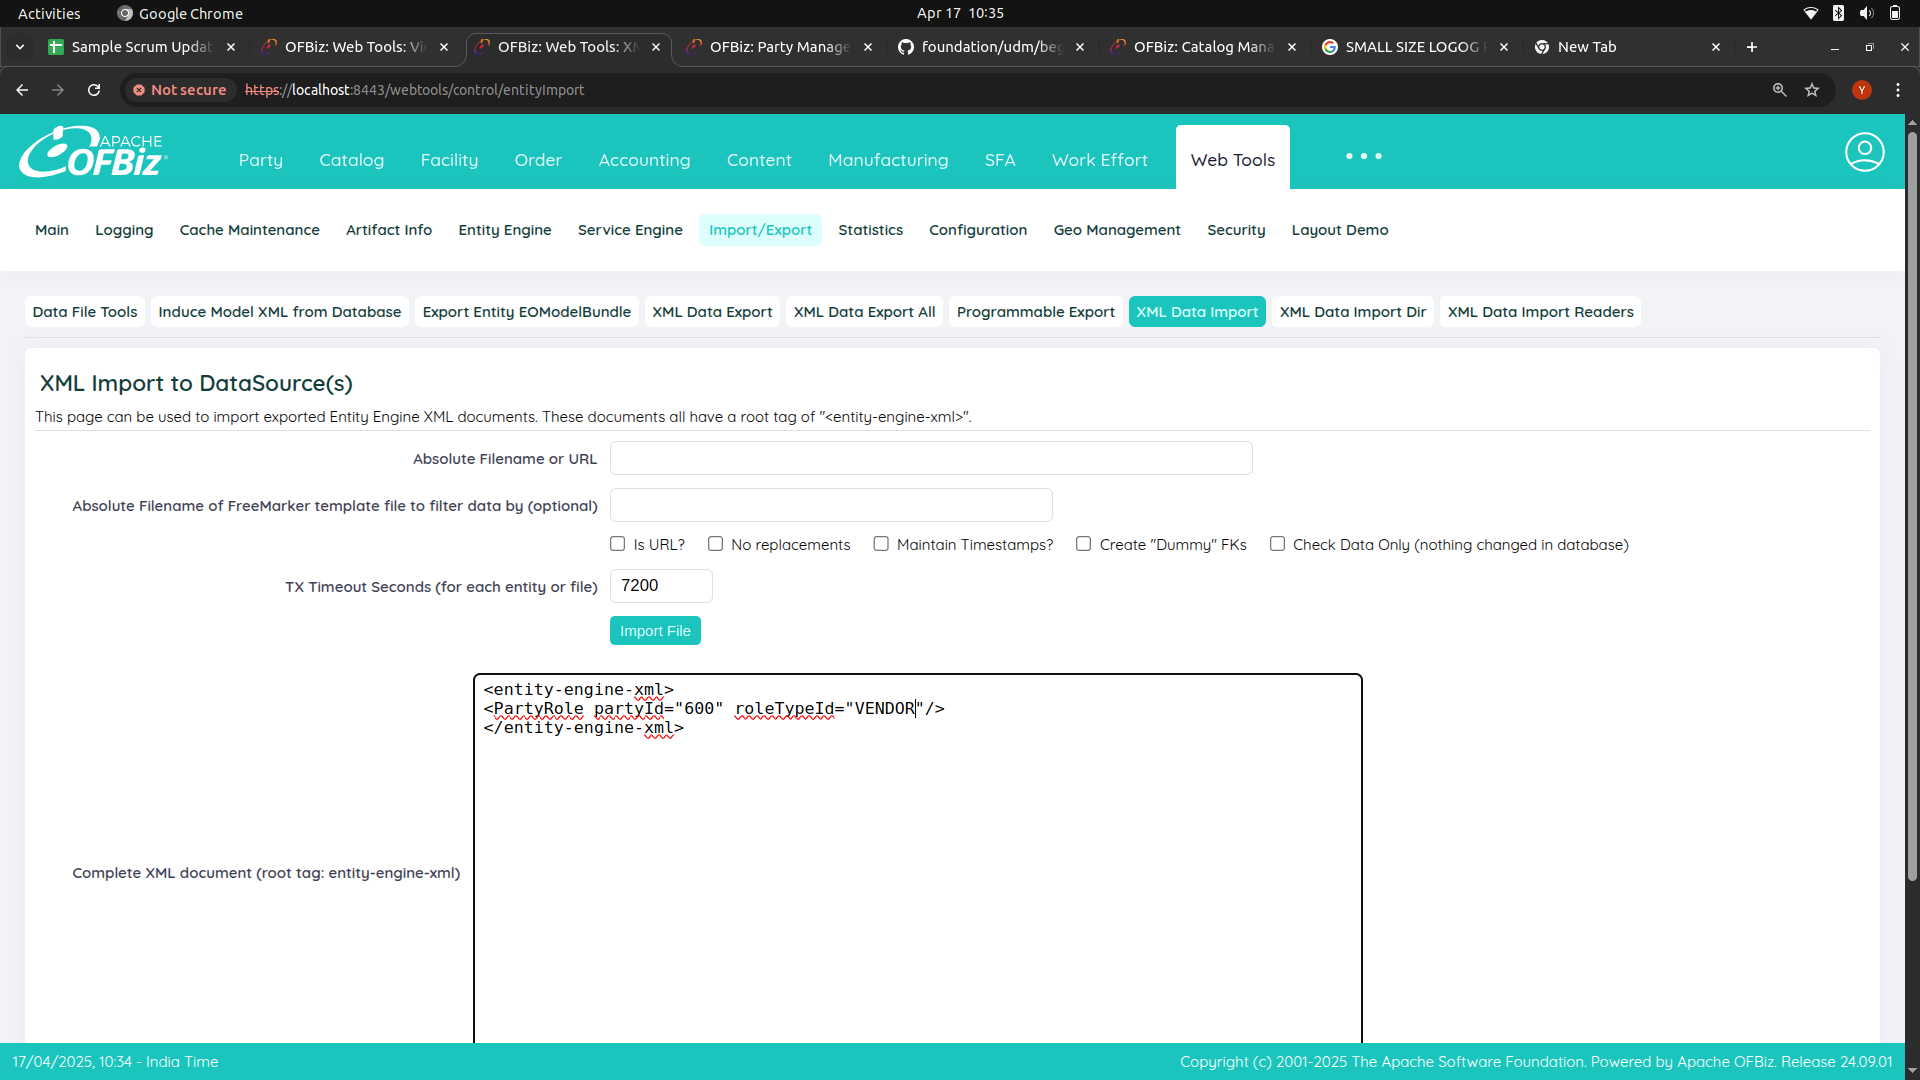 Activities Google Chrome Apr 17 10:35
Sample Scrum Updat OFBiz: Web Tools: Vi OFBiz: Web Tools: XM OFBiz: Party Manage foundation/udm/beg OFBiz: Catalog Mana SMALL SIZE LOGOG New Tab
Not secure https://localhost:8443/webtools/control/entityImport Y
APACHE OFBiz Party Catalog Facility Order Accounting Content Manufacturing SFA Work Effort Web Tools
Main Logging Cache Maintenance Artifact Info Entity Engine Service Engine Import/Export Statistics Configuration Geo Management Security Layout Demo
Data File Tools Induce Model XML from Database Export Entity EOModelBundle XML Data Export XML Data Export All Programmable Export XML Data Import XML Data Import Dir XML Data Import Readers
XML Import to DataSource(s)
This page can be used to import exported Entity Engine XML documents. These documents all have a root tag of "<entity-engine-xml>".
Absolute Filename or URL
Absolute Filename of FreeMarker template file to filter data by (optional)
Is URL? No replacements Maintain Timestamps? Create "Dummy" FKs Check Data Only (nothing changed in database)
TX Timeout Seconds (for each entity or file) 7200
Import File
<entity-engine-xml>
<PartyRole partyId="600" roleTypeId="VENDOR"/>
</entity-engine-xml>
Complete XML document (root tag: entity-engine-xml)
17/04/2025, 10:34 - India Time Copyright (c) 2001-2025 The Apache Software Foundation. Powered by Apache OFBiz. Release 24.09.01